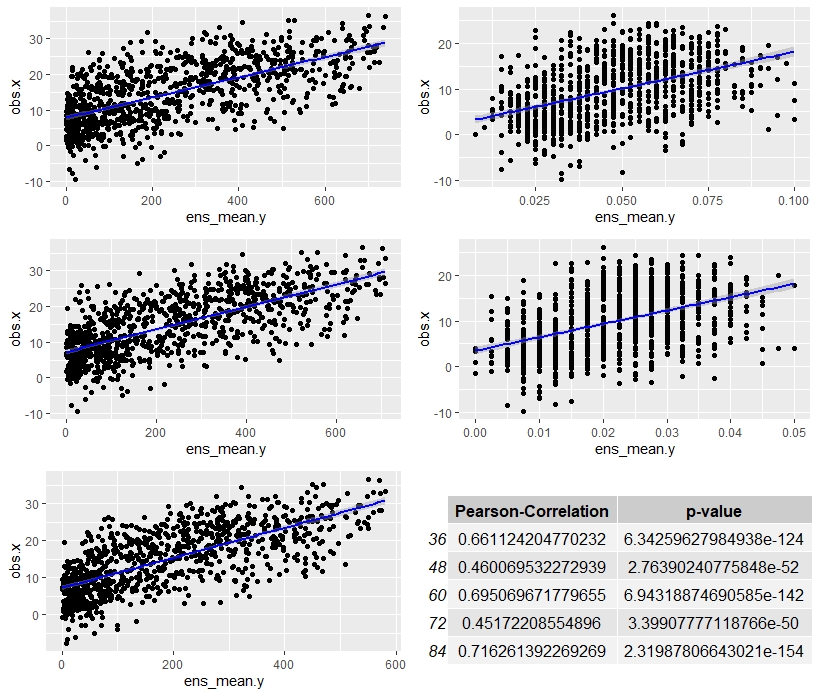 obs.x
30
20
10
0
-10
0 200 400 600
ens_mean.y
obs.x
20
10
0
-10
0.025 0.050 0.075 0.100
ens_mean.y
obs.x
30
20
10
0
-10
0 200 400 600
ens_mean.y
obs.x
20
10
0
-10
0.00 0.01 0.02 0.03 0.04 0.05
ens_mean.y
obs.x
30
20
10
0
0 200 400 600
ens_mean.y
Pearson-Correlation p-value
36 0.661124204770232 6.34259627984938e-124
48 0.460069532272939 2.76390240775848e-52
60 0.695069671779655 6.94318874690585e-142
72 0.45172208554896 3.39907777118766e-50
84 0.716261392269269 2.31987806643021e-154